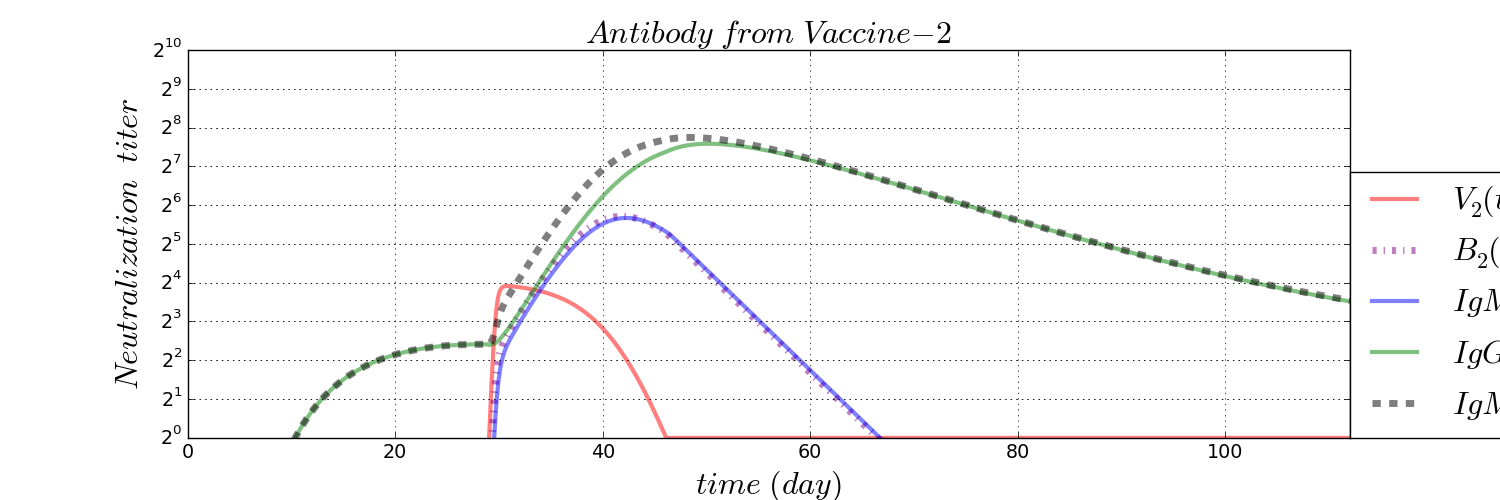 Antibody from Vaccine−2
Neutralization titer
2^10
2^9
2^8
2^7
2^6
2^5
2^4
2^3
2^2
2^1
2^0
0 20 40 60 80 100
time (day)
V_2(t
B_2(
IgM
IgG
IgM